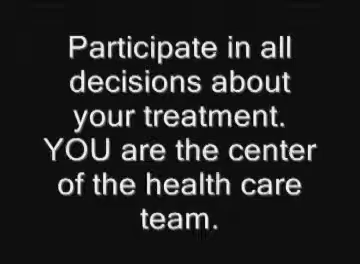 Participate in all
decisions about
your treatment.
YOU are the center
of the health care
team.